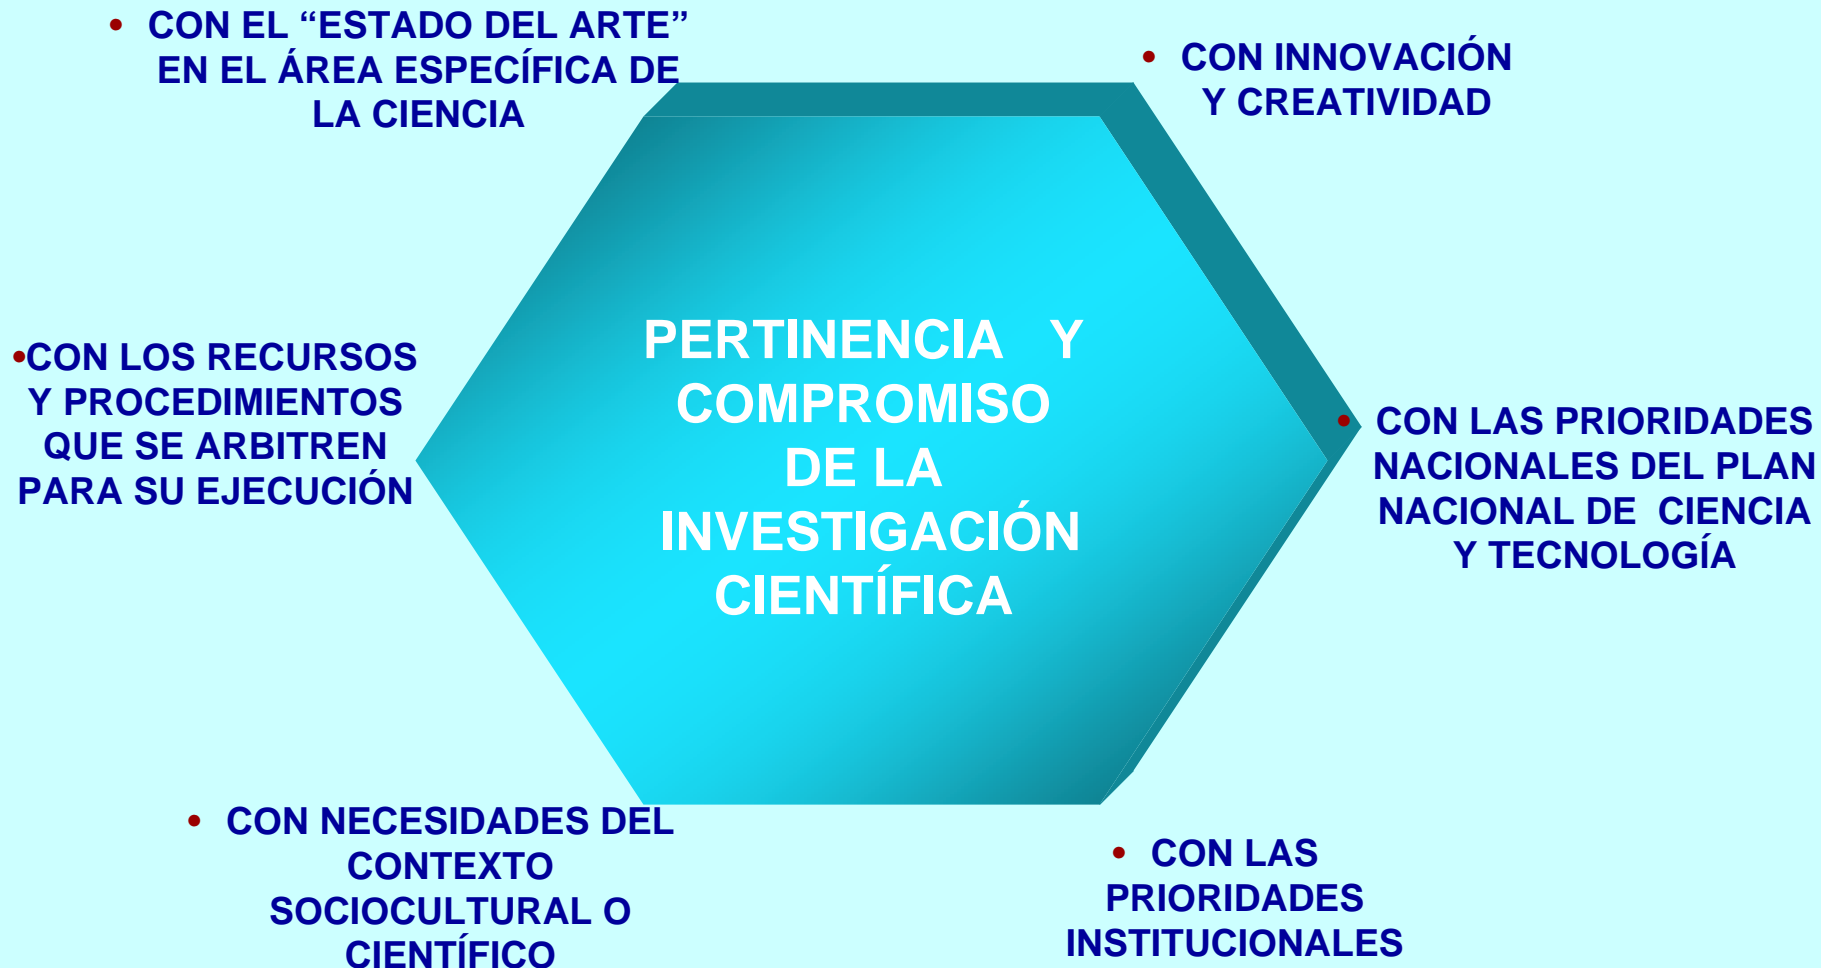 • CON EL “ESTADO DEL ARTE”
EN EL ÁREA ESPECÍFICA DE
LA CIENCIA
• CON INNOVACIÓN
Y CREATIVIDAD
•CON LOS RECURSOS
Y PROCEDIMIENTOS
QUE SE ARBITREN
PARA SU EJECUCIÓN
PERTINENCIA Y
COMPROMISO
DE LA
INVESTIGACIÓN
CIENTÍFICA
• CON LAS PRIORIDADES
NACIONALES DEL PLAN
NACIONAL DE CIENCIA
Y TECNOLOGÍA
• CON NECESIDADES DEL
CONTEXTO
SOCIOCULTURAL O
CIENTÍFICO
• CON LAS
PRIORIDADES
INSTITUCIONALES